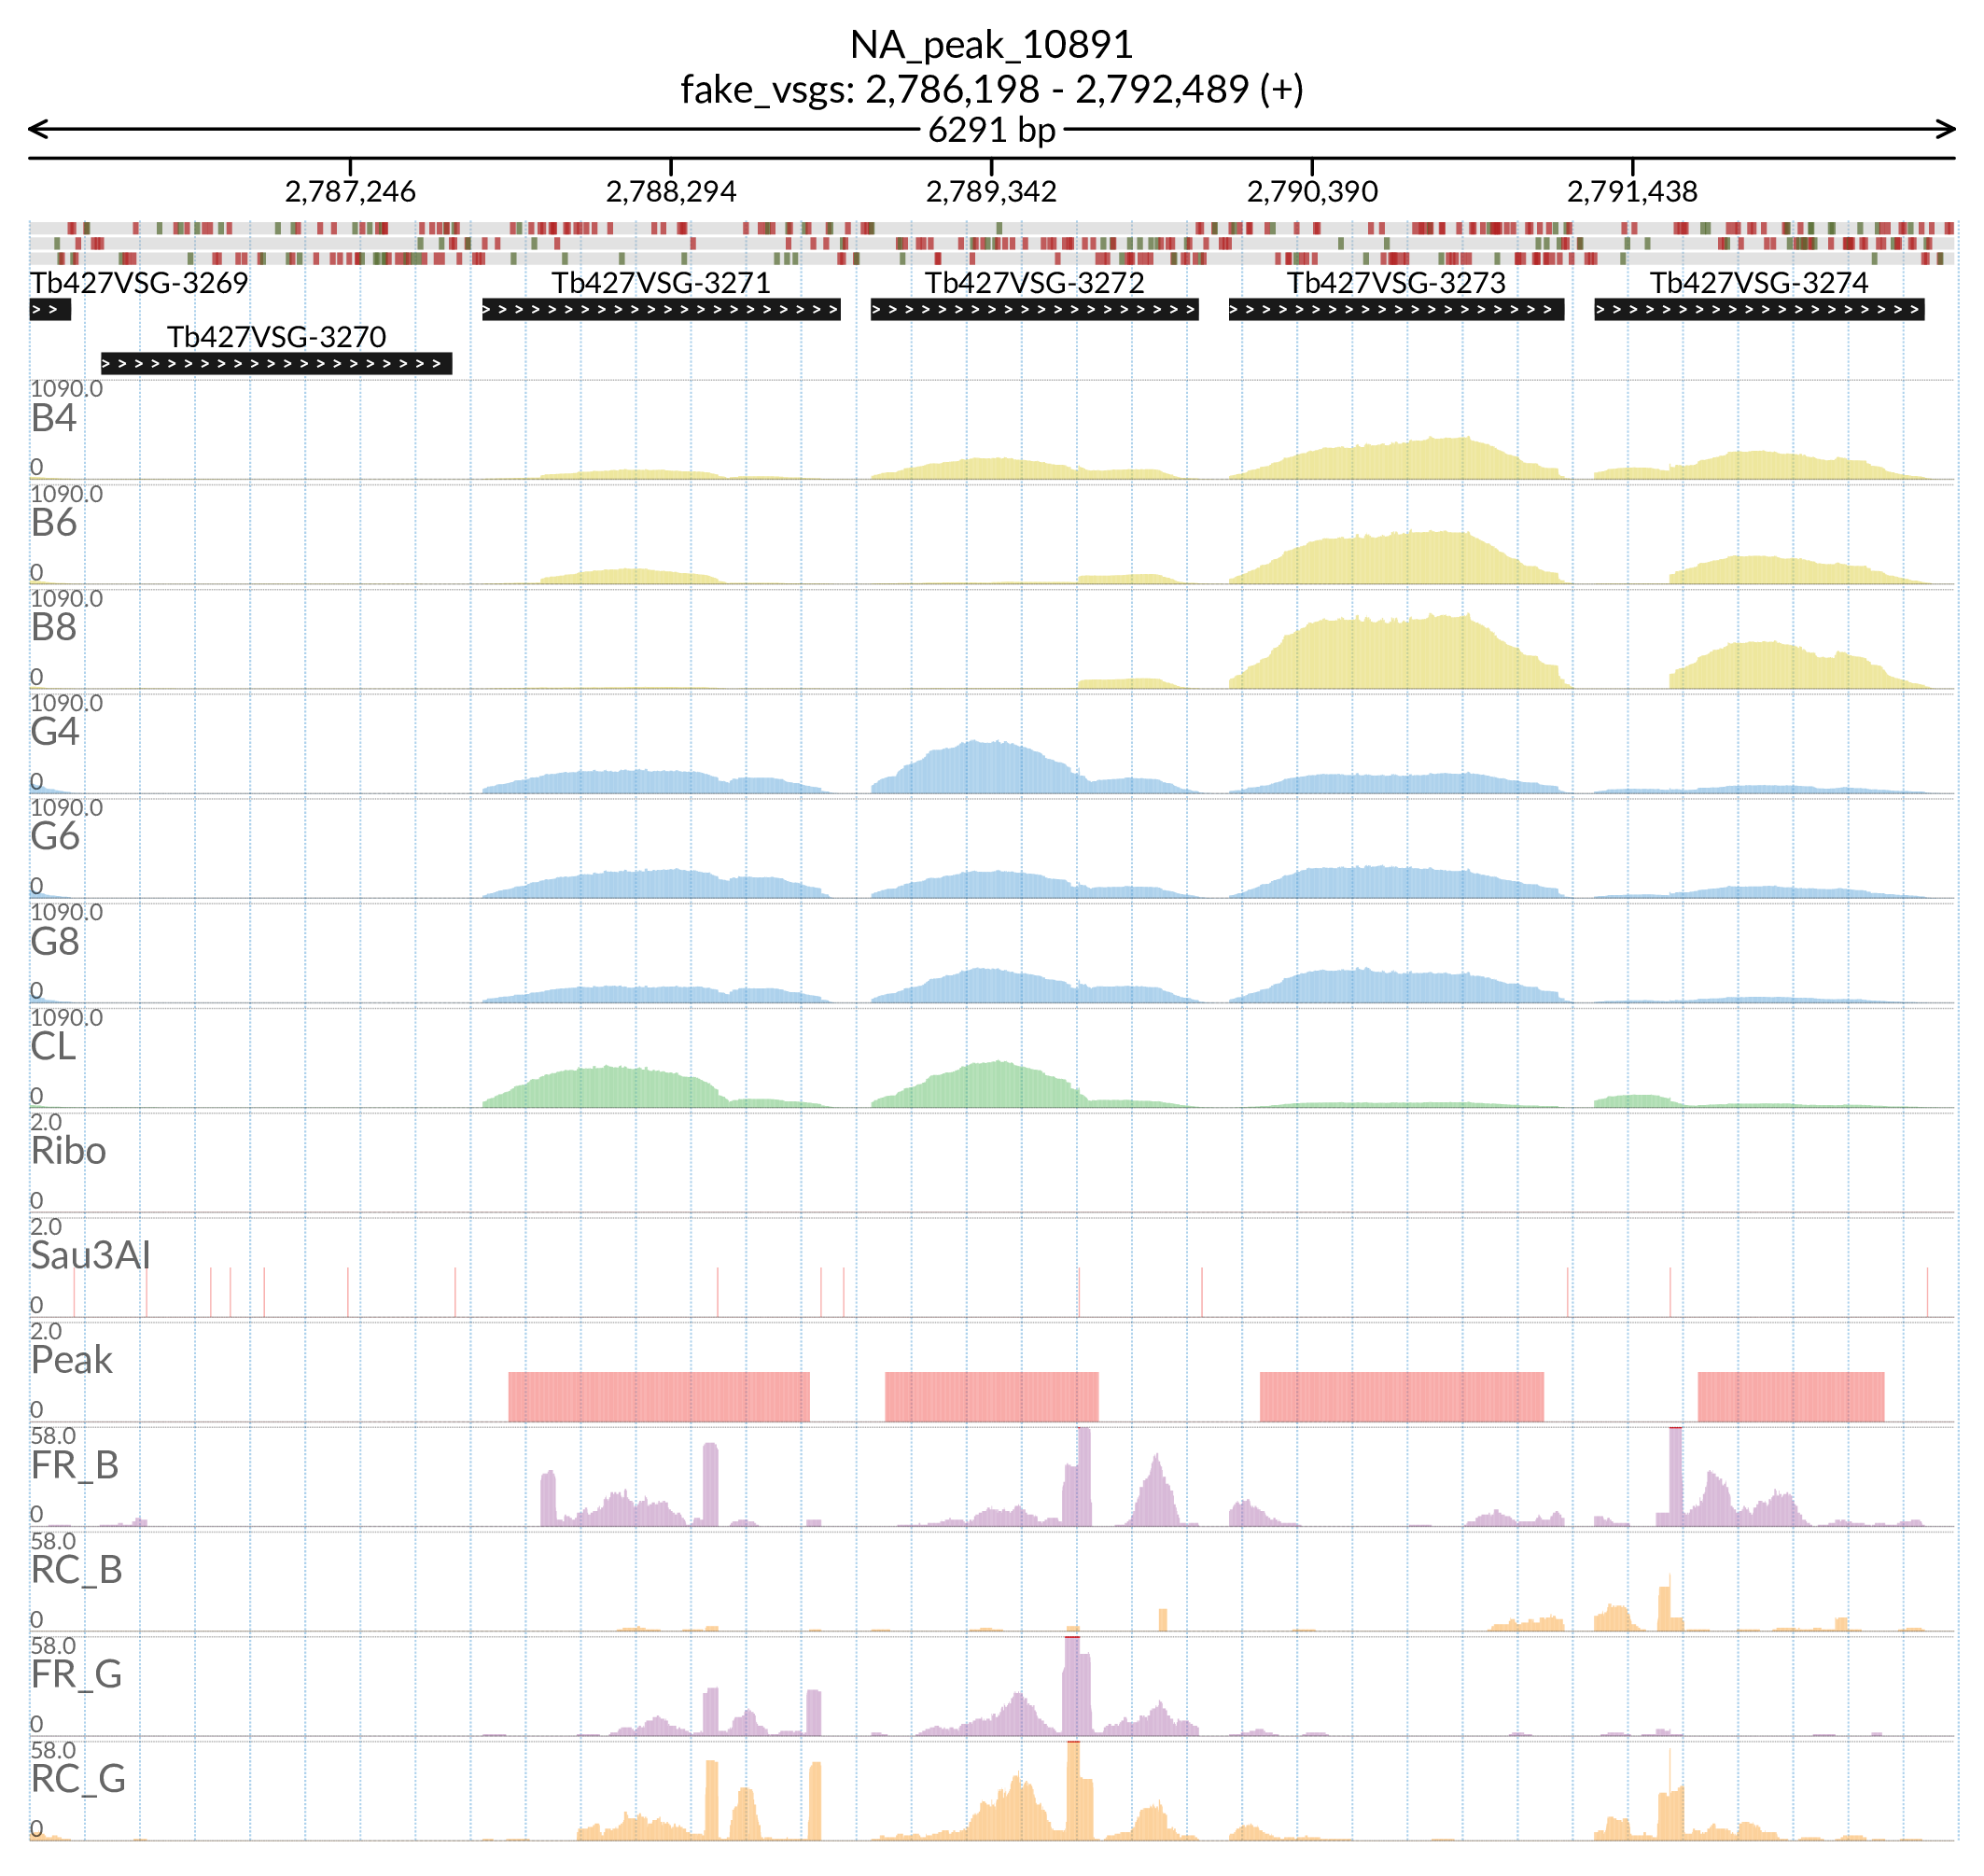 NA_peak_10891
fake_vsgs: 2,786,198 - 2,792,489 (+)
6291 bp
2,787,246 2,788,294 2,789,342 2,790,390 2,791,438
Tb427VSG-3269 Tb427VSG-3271 Tb427VSG-3272 Tb427VSG-3273 Tb427VSG-3274
Tb427VSG-3270
1090.0
B4
0
1090.0
B6
0
1090.0
B8
0
1090.0
G4
0
1090.0
G6
0
1090.0
G8
0
1090.0
CL
0
2.0
Ribo
0
2.0
Sau3AI
0
2.0
Peak
0
58.0
FR_B
0
58.0
RC_B
0
58.0
FR_G
0
58.0
RC_G
0